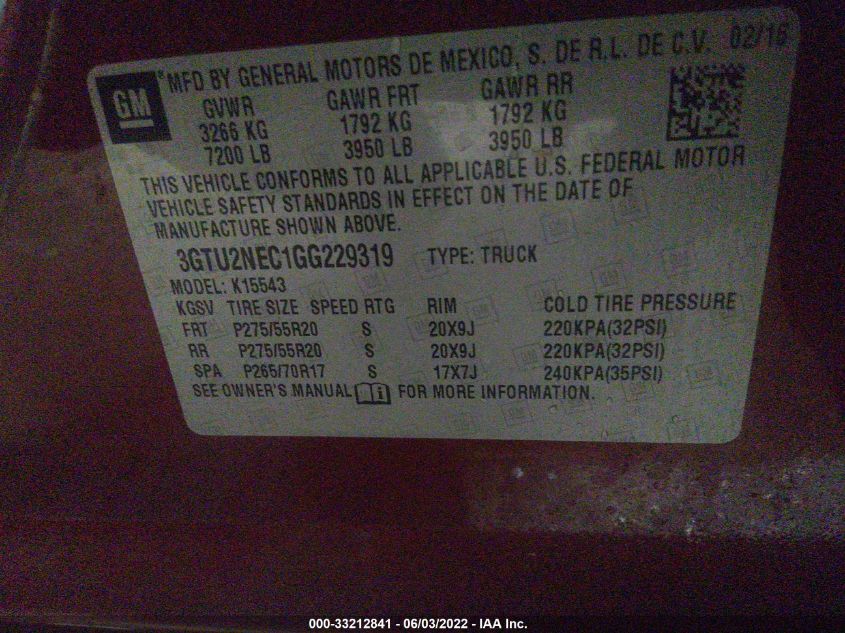 GM ® MFD BY GENERAL MOTORS DE MEXICO, S. DE R.L. DE C.V. 02/16
GVWR GAWR FRT GAWR RR
3266 KG 1792 KG 1792 KG
7200 LB 3950 LB 3950 LB
THIS VEHICLE CONFORMS TO ALL APPLICABLE U.S. FEDERAL MOTOR
VEHICLE SAFETY STANDARDS IN EFFECT ON THE DATE OF
MANUFACTURE SHOWN ABOVE.
3GTU2NEC1GG229319 TYPE: TRUCK
MODEL: K15543
KGSV TIRE SIZE SPEED RTG RIM COLD TIRE PRESSURE
FRT P275/55R20 S 20X9J 220KPA(32PSI)
RR P275/55R20 S 20X9J 220KPA(32PSI)
SPA P265/70R17 S 17X7J 240KPA(35PSI)
SEE OWNER'S MANUAL FOR MORE INFORMATION.
000-33212841 - 06/03/2022 - IAA Inc.